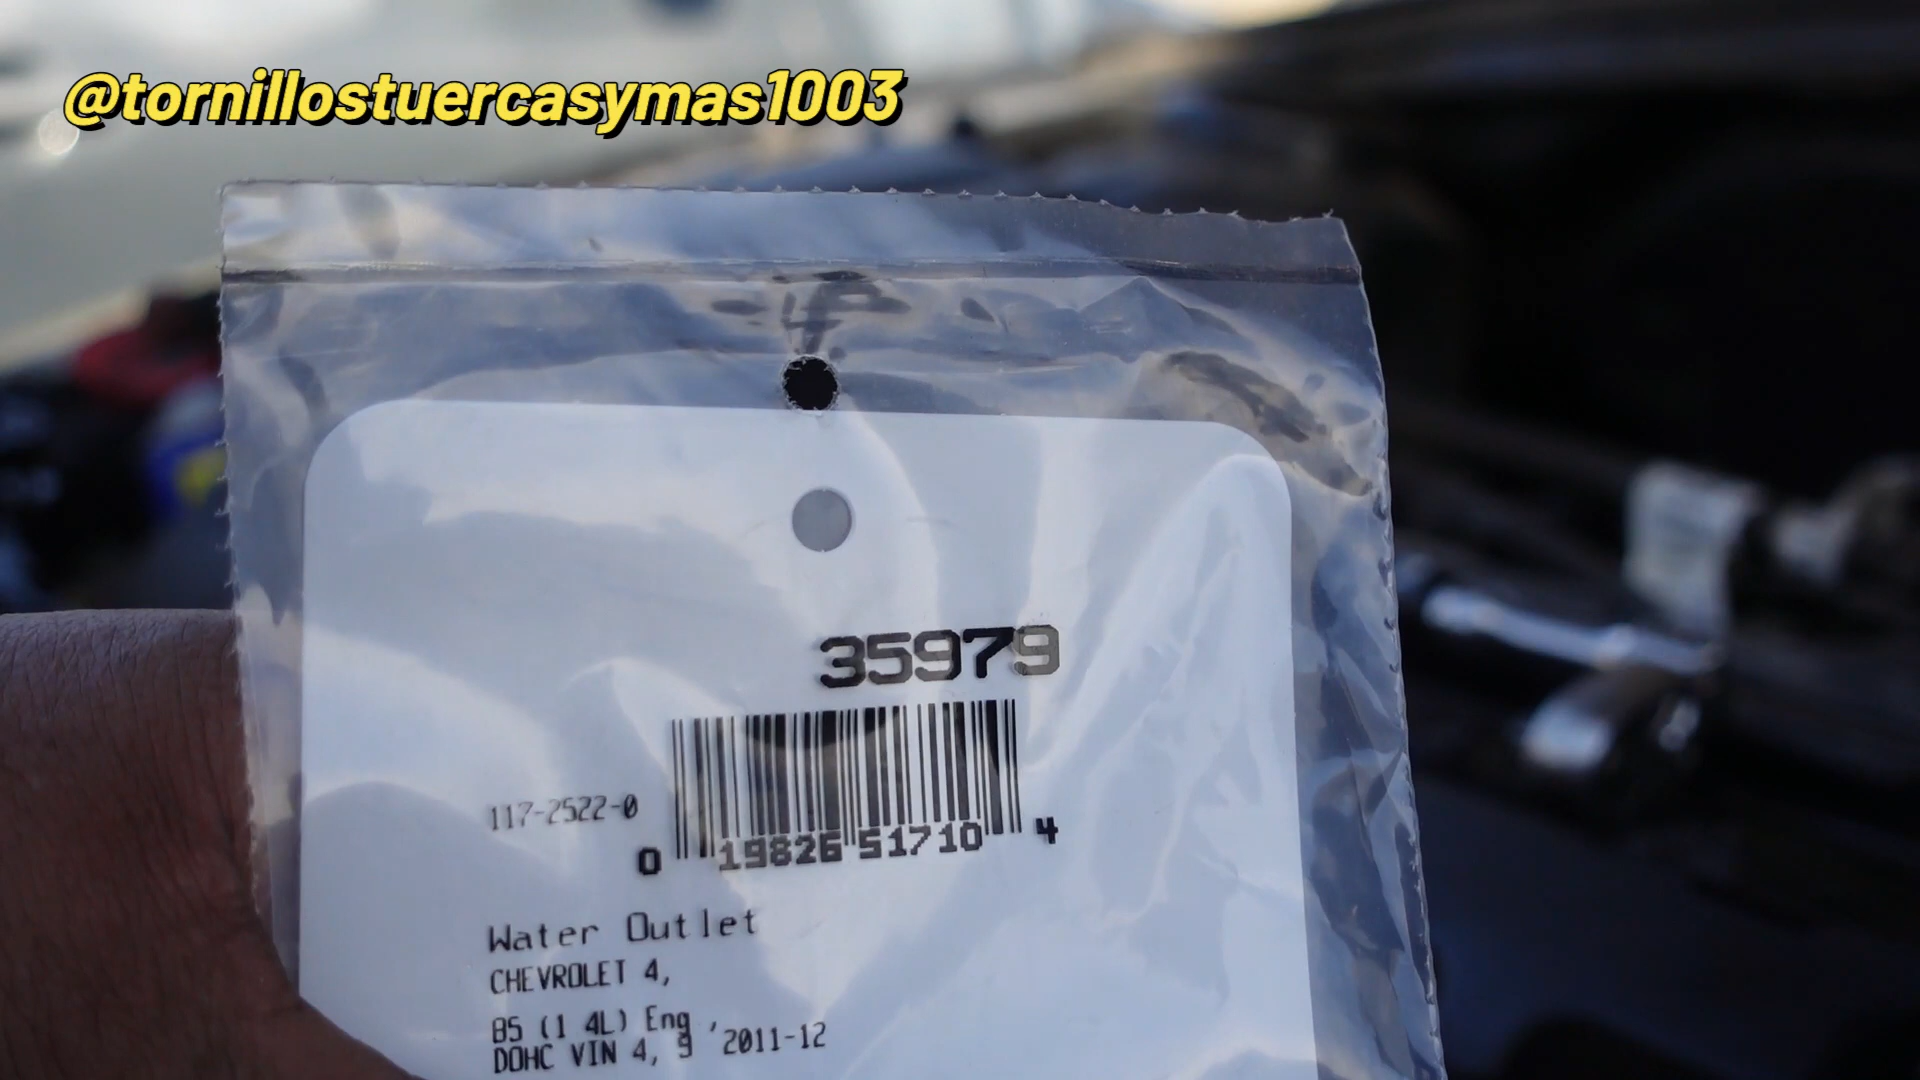 @tornillostuercasymas1003
35979
117-2522-0
0 19826 51710 4
Water Outlet
CHEVROLET 4,
85 (1 4L) Eng , 2011-12
DOHC VIN 4, 9